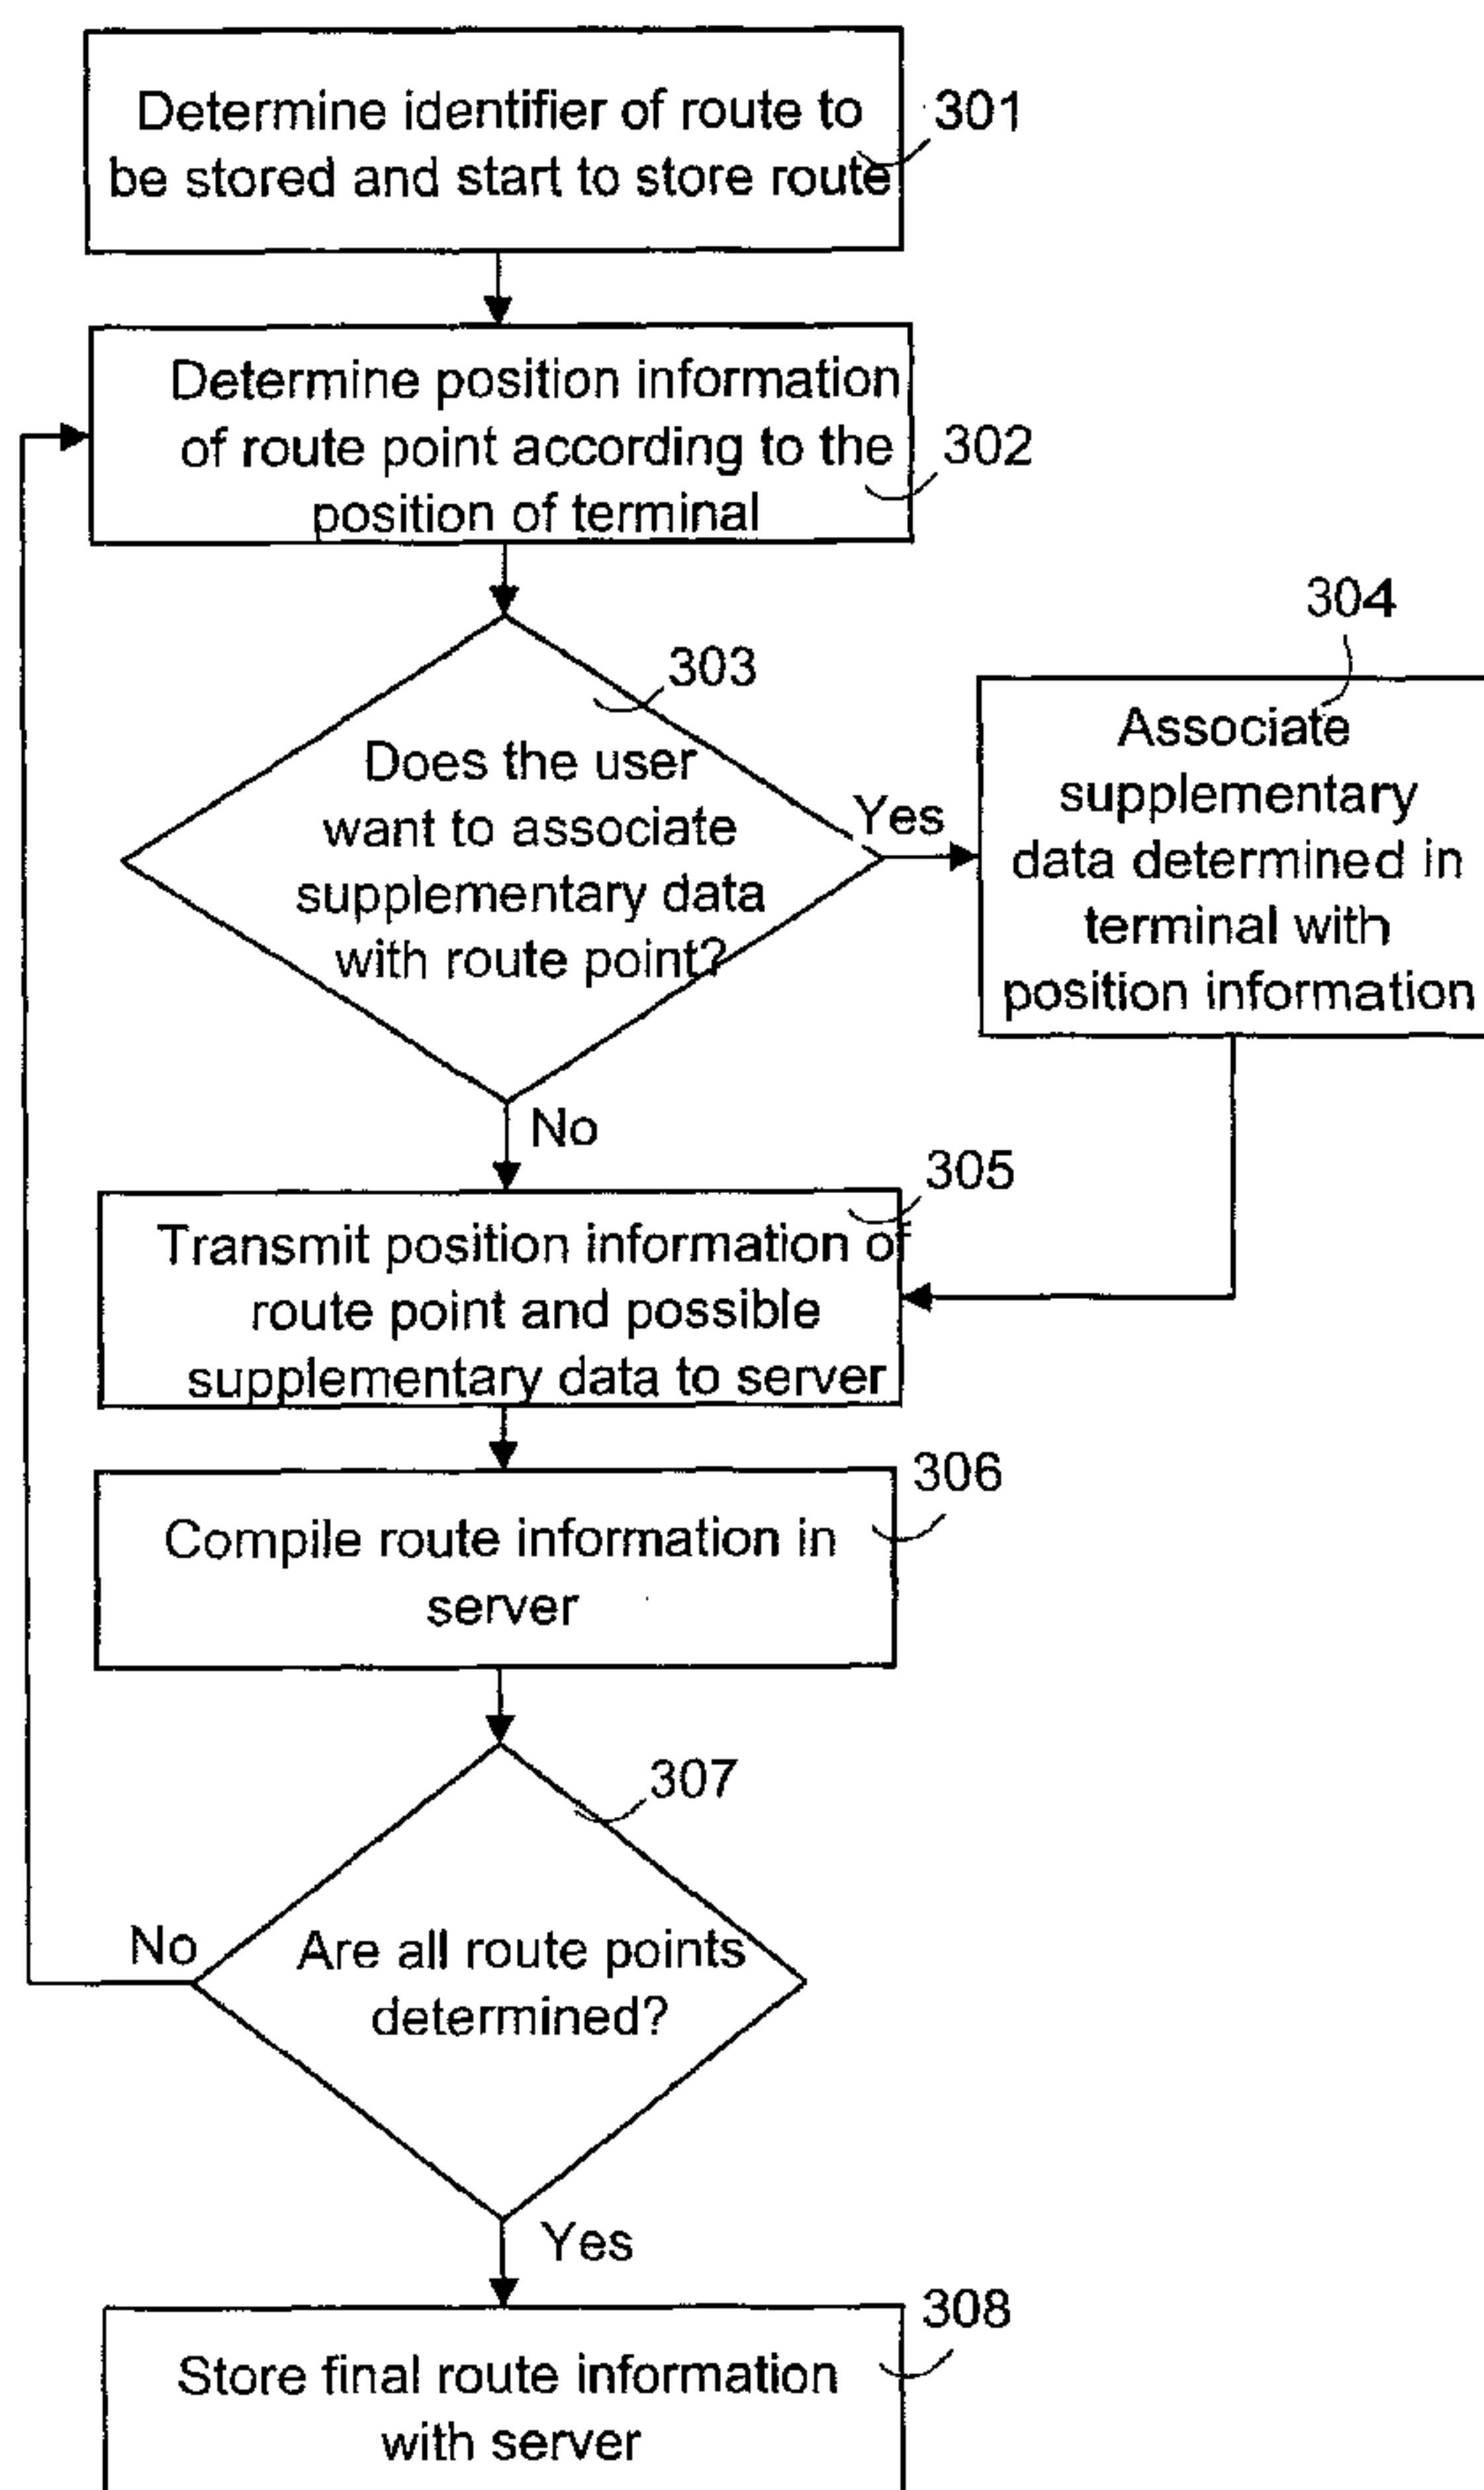 Determine identifier of route to
be stored and start to store route
301
Determine position information
of route point according to the
position of terminal
302
303
Does the user
want to associate
supplementary data
with route point?
Yes
304
Associate
supplementary
data determined in
terminal with
position information
No
305
Transmit position information of
route point and possible
supplementary data to server
306
Compile route information in
server
307
Are all route points
determined?
No
Yes
308
Store final route information
with server